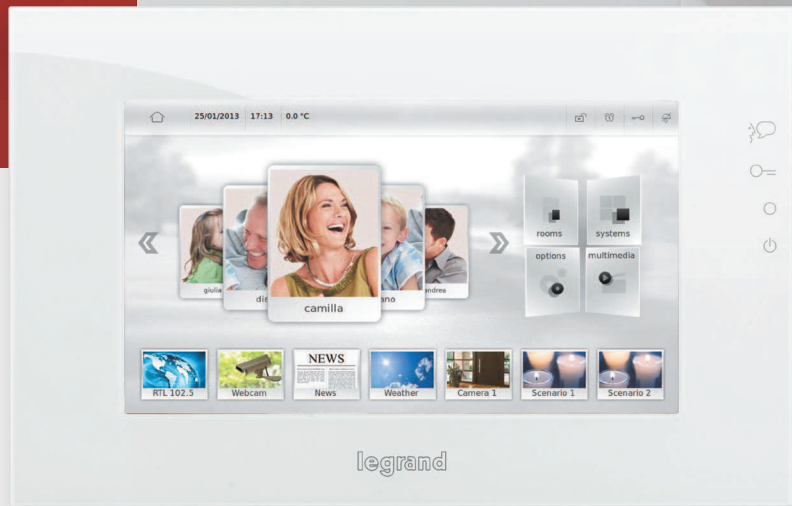 25/01/2013 17:13 0.0 °C
giulia
camilla
andrea
rooms
systems
options
multimedia
NEWS
RTL 102.5
Webcam
News
Weather
Camera 1
Scenario 1
Scenario 2
legrand